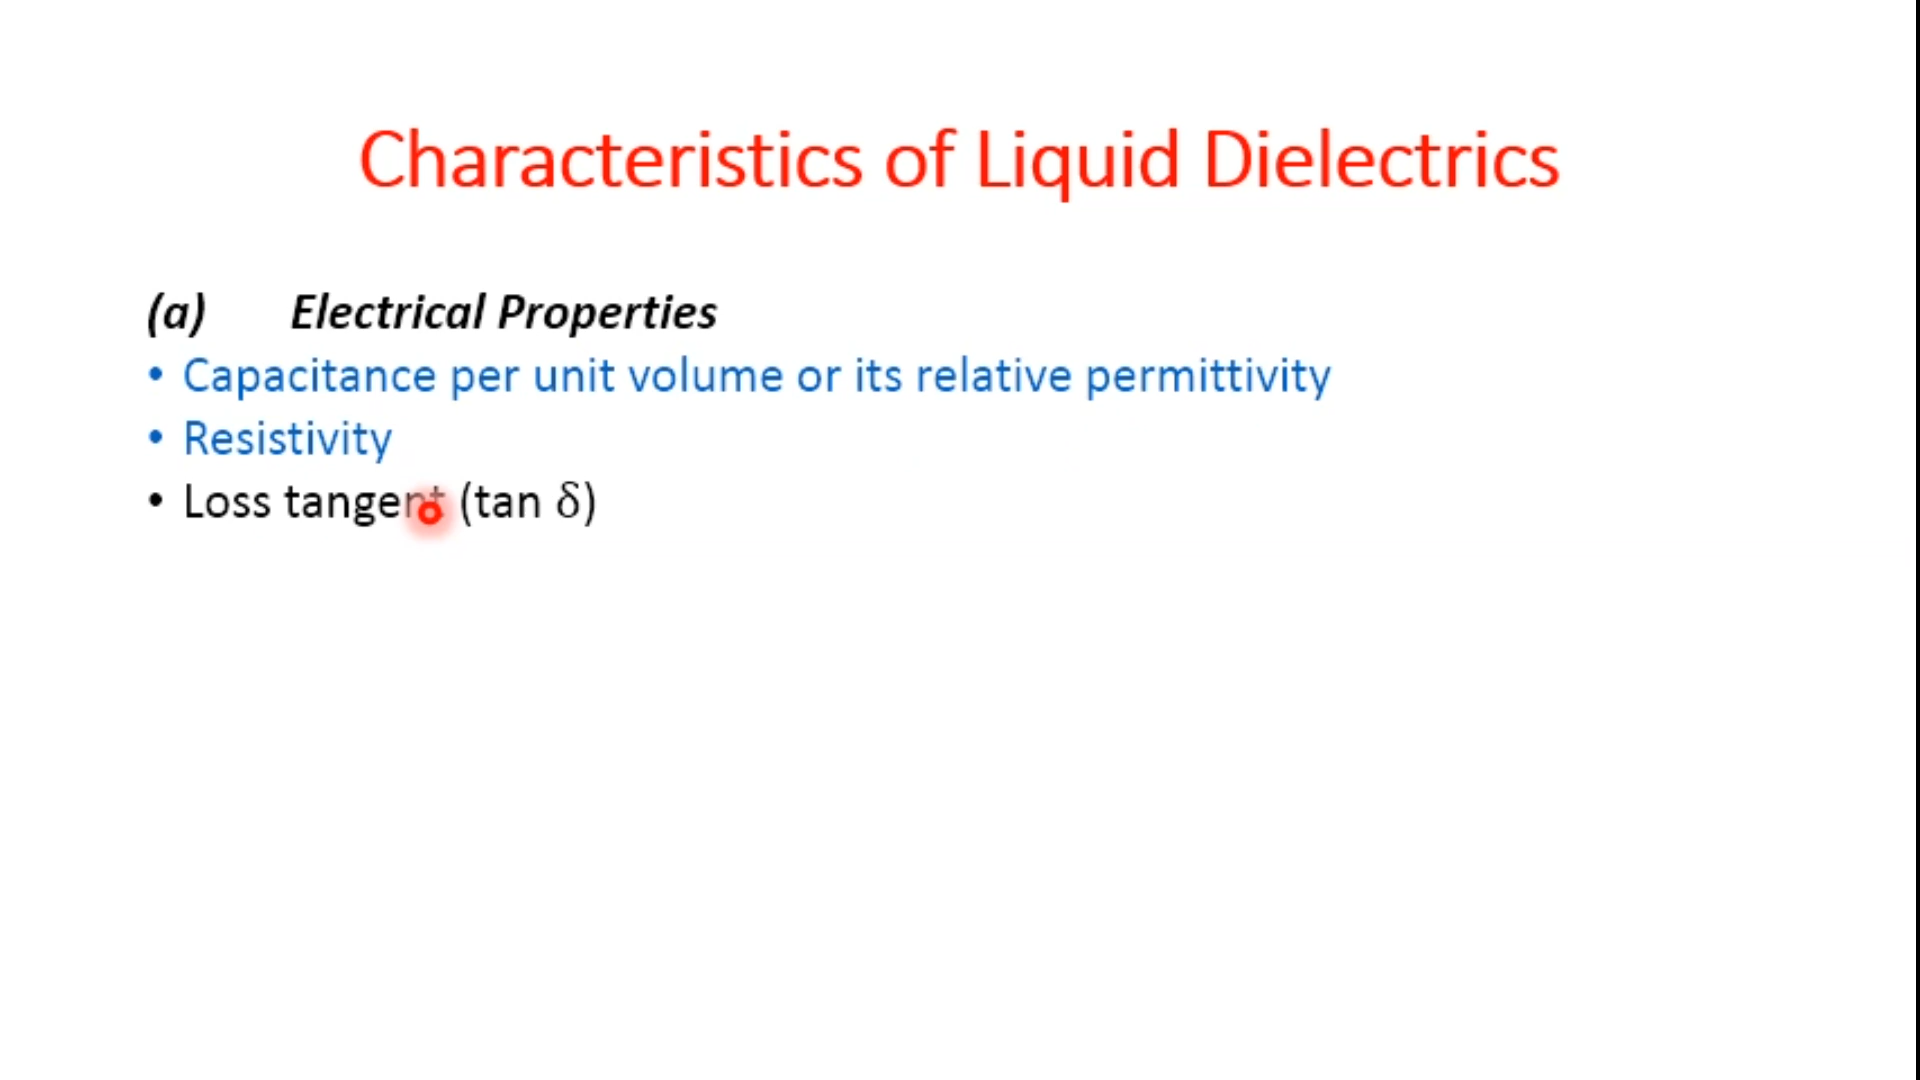 Characteristics of Liquid Dielectrics
(a) Electrical Properties
• Capacitance per unit volume or its relative permittivity
• Resistivity
• Loss tangent (tan δ)